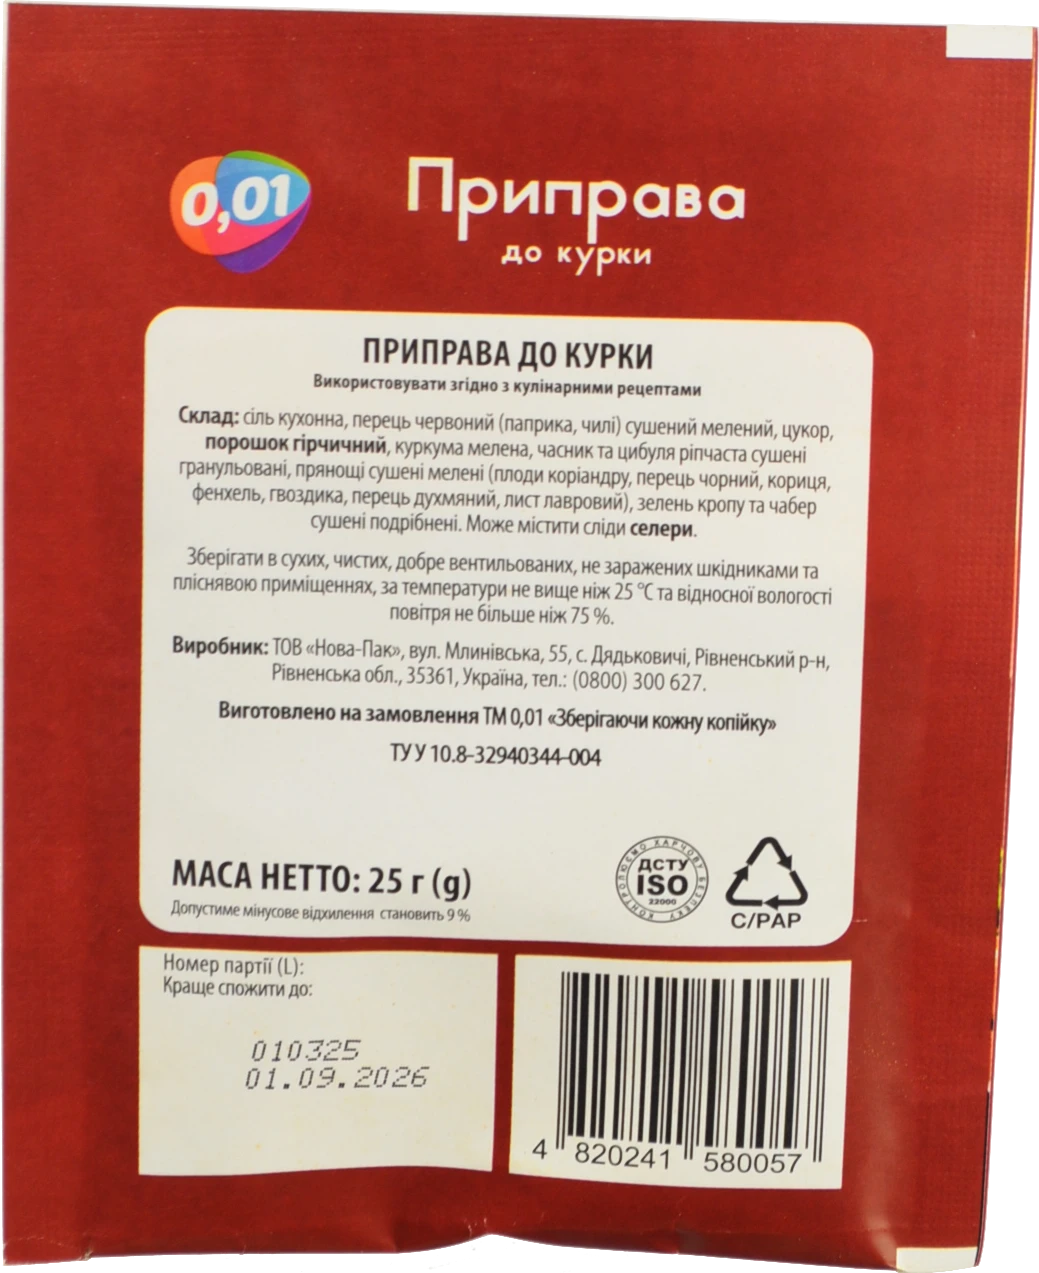 0,01
Приправа
до курки
ПРИПРАВА ДО КУРКИ
Використовувати згідно з кулінарними рецептами
Склад: сіль кухонна, перець червоний (паприка, чилі) сушений мелений, цукор,
порошок гірчичний, куркума мелена, часник та цибуля ріпчаста сушені
гранульовані, прянощі сушені мелені (плоди коріандру, перець чорний, кориця,
фенхель, гвоздика, перець духмяний, лист лавровий), зелень кропу та чабер
сушені подрібнені. Може містити сліди селери.
Зберігати в сухих, чистих, добре вентильованих, не заражених шкідниками та
пліснявою приміщеннях, за температури не вище ніж 25 °С та відносної вологості
повітря не більше ніж 75 %.
Виробник: ТОВ «Нова-Пак», вул. Млинівська, 55, с. Дядьковичі, Рівненський р-н,
Рівненська обл., 35361, Україна, тел.: (0800) 300 627.
Виготовлено на замовлення ТМ 0,01 «Зберігаючи кожну копійку»
ТУ У 10.8-32940344-004
МАСА НЕТТО: 25 г (g)
Допустиме мінусове відхилення становить 9 %
КОНТРОЛЮЄМО ХАРЧОВУ БЕЗПЕКУ
ДСТУ
ISO
22000
C/PAP
Номер партії (L):
Краще спожити до:
010325
01.09.2026
4 820241 580057